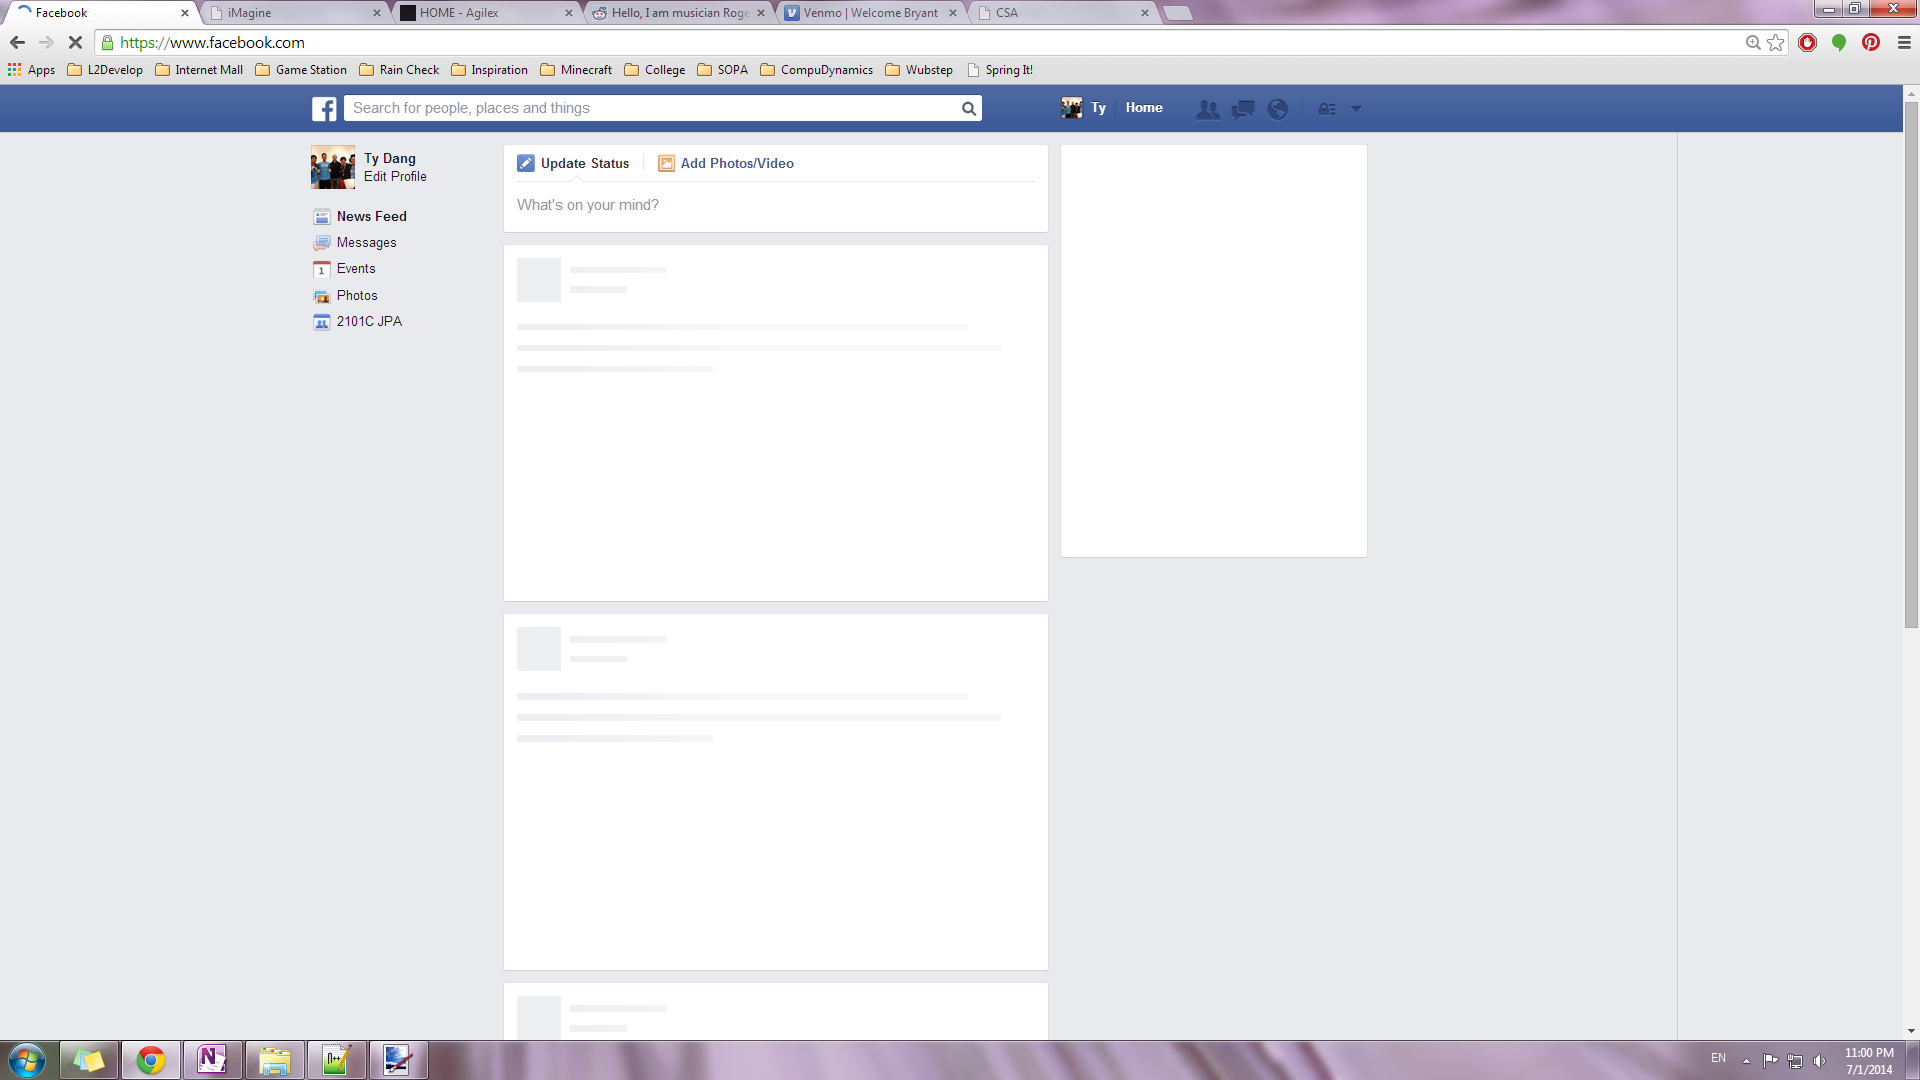 Facebook
iMagine
HOME - Agilex
Hello, I am musician Roge
Venmo | Welcome Bryant
CSA
https://www.facebook.com
Apps L2Develop Internet Mall Game Station Rain Check Inspiration Minecraft College SOPA CompuDynamics Wubstep Spring It!
Search for people, places and things
Ty Home
Ty Dang
Edit Profile
News Feed
Messages
1 Events
Photos
2101C JPA
Update Status Add Photos/Video
What's on your mind?
EN
11:00 PM
7/1/2014